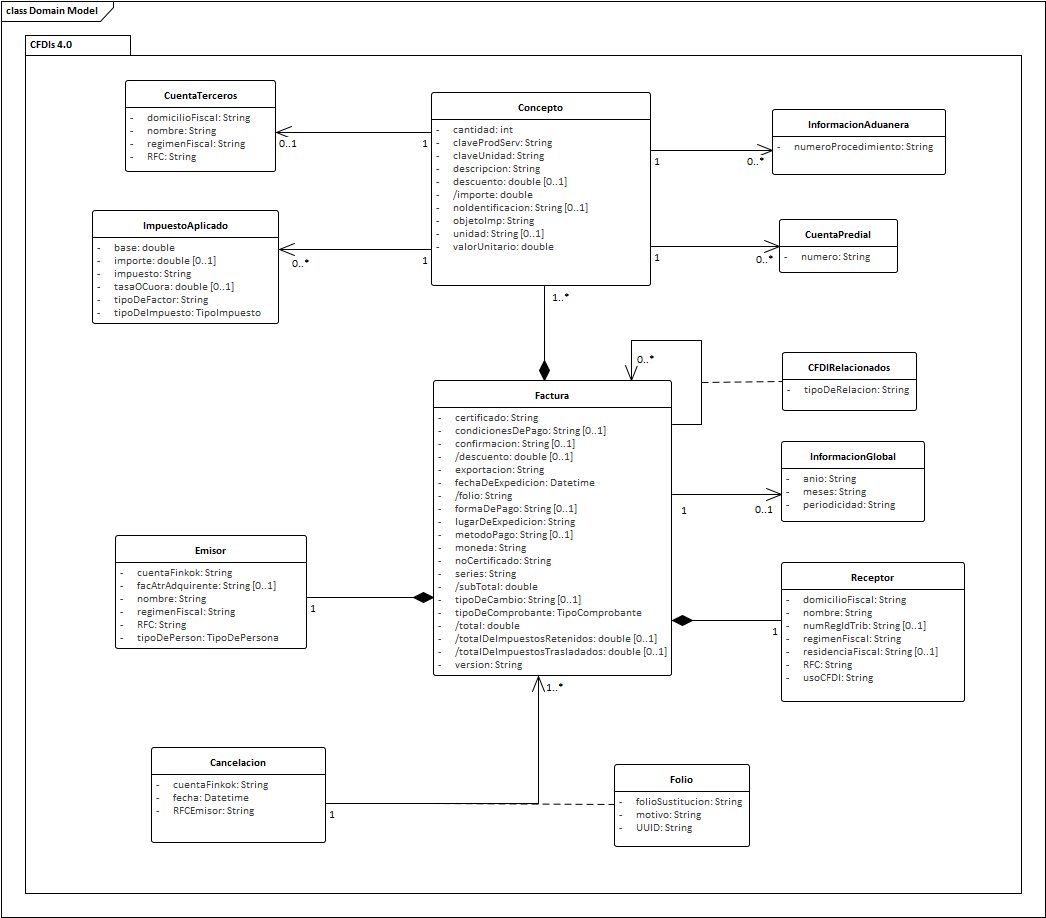 class Domain Model
CFDIs 4.0
CuentaTerceros
- domicilioFiscal: String
- nombre: String
- regimenFiscal: String
- RFC: String
0..1
1
Concepto
- cantidad: int
- claveProdServ: String
- claveUnidad: String
- descripcion: String
- descuento: double [0..1]
- /importe: double
- noIdentificacion: String [0..1]
- objetoImp: String
- unidad: String [0..1]
- valorUnitario: double
InformacionAduanera
- numeroProcedimiento: String
1
0..*
ImpuestoAplicado
- base: double
- importe: double [0..1]
- impuesto: String
- tasaOCuora: double [0..1]
- tipoDeFactor: String
- tipoDeImpuesto: TipoImpuesto
0..*
1
CuentaPredial
- numero: String
1
0..*
1..*
0..*
CFDIRelacionados
- tipoDeRelacion: String
Factura
- certificado: String
- condicionesDePago: String [0..1]
- confirmacion: String [0..1]
- /descuento: double [0..1]
- exportacion: String
- fechaDeExpedicion: Datetime
- /folio: String
- formaDePago: String [0..1]
- lugarDeExpedicion: String
- metodoPago: String [0..1]
- moneda: String
- noCertificado: String
- series: String
- /subTotal: double
- tipoDeCambio: String [0..1]
- tipoDeComprobante: TipoComprobante
- /total: double
- /totalDeImpuestosRetenidos: double [0..1]
- /totalDeImpuestosTrasladados: double [0..1]
- version: String
InformacionGlobal
- anio: String
- meses: String
- periodicidad: String
1
0..1
Emisor
- cuentaFinkok: String
- facAtrAdquirente: String [0..1]
- nombre: String
- regimenFiscal: String
- RFC: String
- tipoDePerson: TipoDePersona
1
Receptor
- domicilioFiscal: String
- nombre: String
- numRegIdTrib: String [0..1]
- regimenFiscal: String
- residenciaFiscal: String [0..1]
- RFC: String
- usoCFDI: String
1
1..*
Cancelacion
- cuentaFinkok: String
- fecha: Datetime
- RFCEmisor: String
1
Folio
- folioSustitucion: String
- motivo: String
- UUID: String